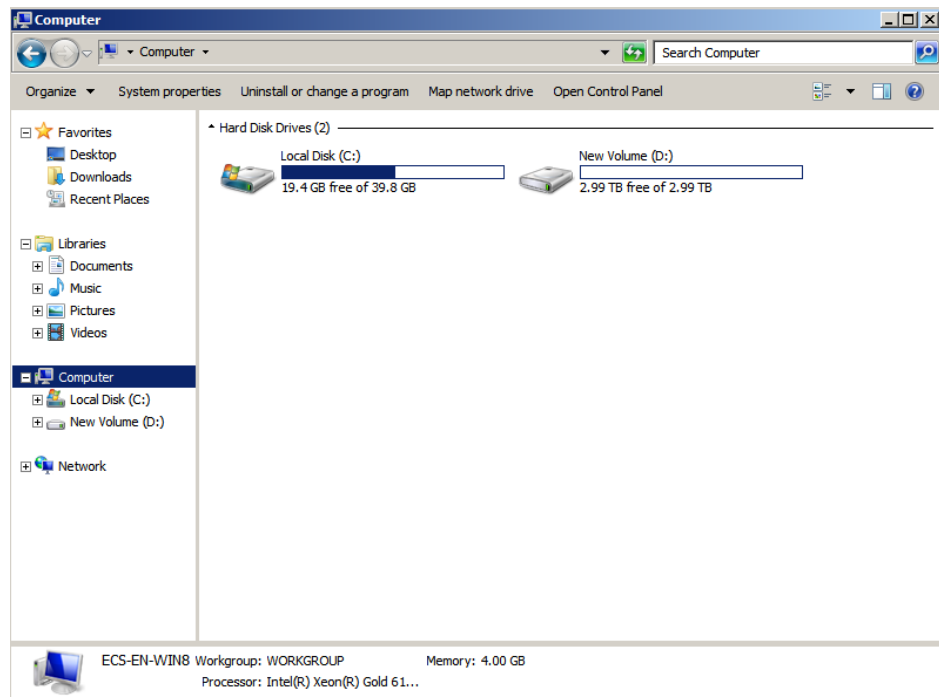 Computer
Computer
Search Computer
Organize
System properties
Uninstall or change a program
Map network drive
Open Control Panel
Favorites
Desktop
Downloads
Recent Places
Libraries
Documents
Music
Pictures
Videos
Computer
Local Disk (C:)
New Volume (D:)
Network
Hard Disk Drives (2)
Local Disk (C:)
19.4 GB free of 39.8 GB
New Volume (D:)
2.99 TB free of 2.99 TB
ECS-EN-WIN8 Workgroup: WORKGROUP Memory: 4.00 GB
Processor: Intel(R) Xeon(R) Gold 61...